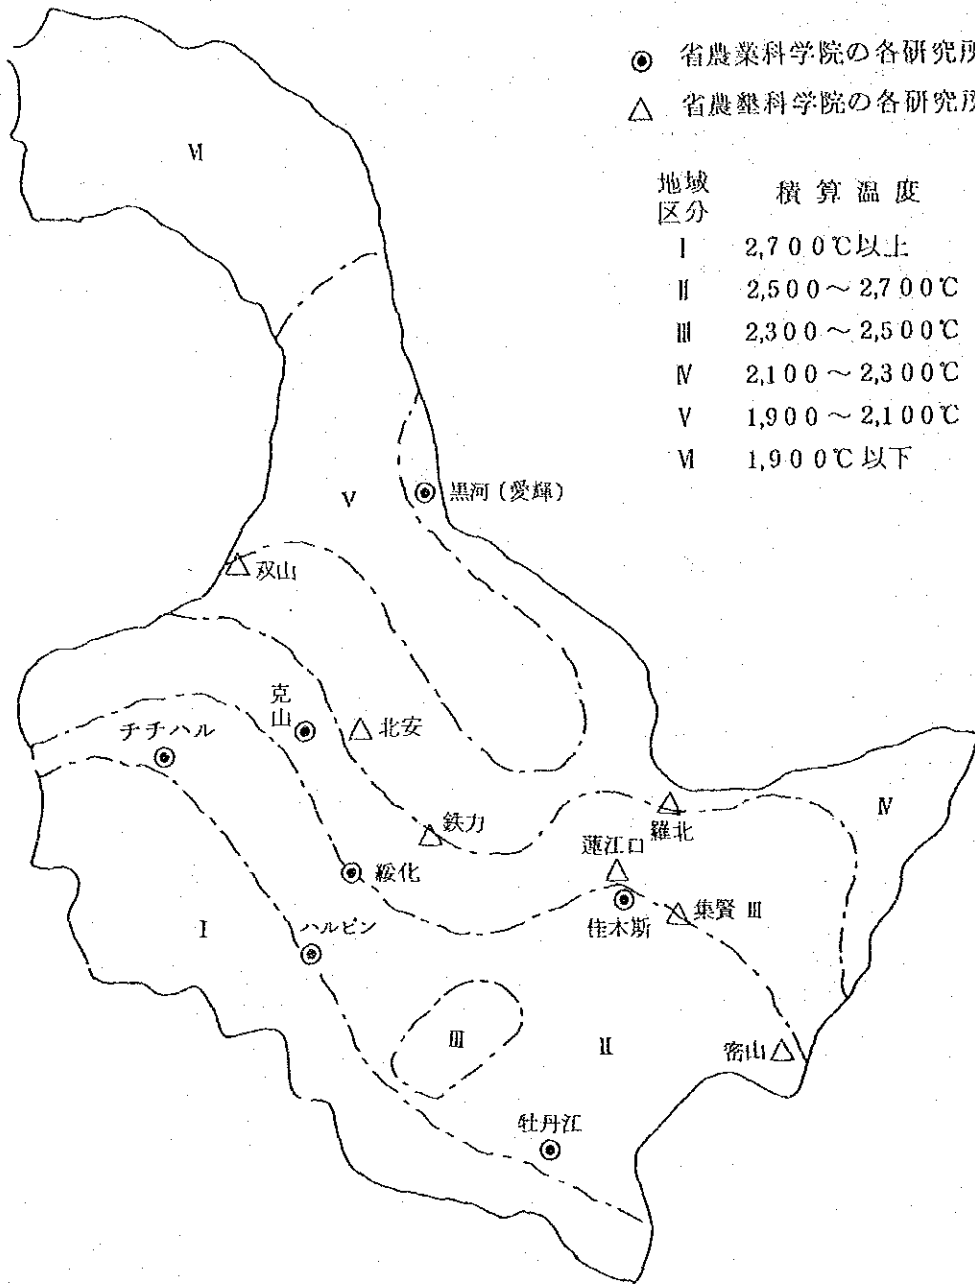 ◉ 省農業科学院の各研究所
△ 省農墾科学院の各研究所
地域区分 積算温度
Ⅰ 2,700℃以上
Ⅱ 2,500～2,700℃
Ⅲ 2,300～2,500℃
Ⅳ 2,100～2,300℃
Ⅴ 1,900～2,100℃
Ⅵ 1,900℃以下
Ⅵ
Ⅴ
黒河（愛輝）
双山
克山
北安
チチハル
鉄力
羅北
Ⅳ
蓮江口
綏化
佳木斯
集賢 Ⅲ
Ⅰ
ハルピン
Ⅲ
Ⅱ
密山
牡丹江